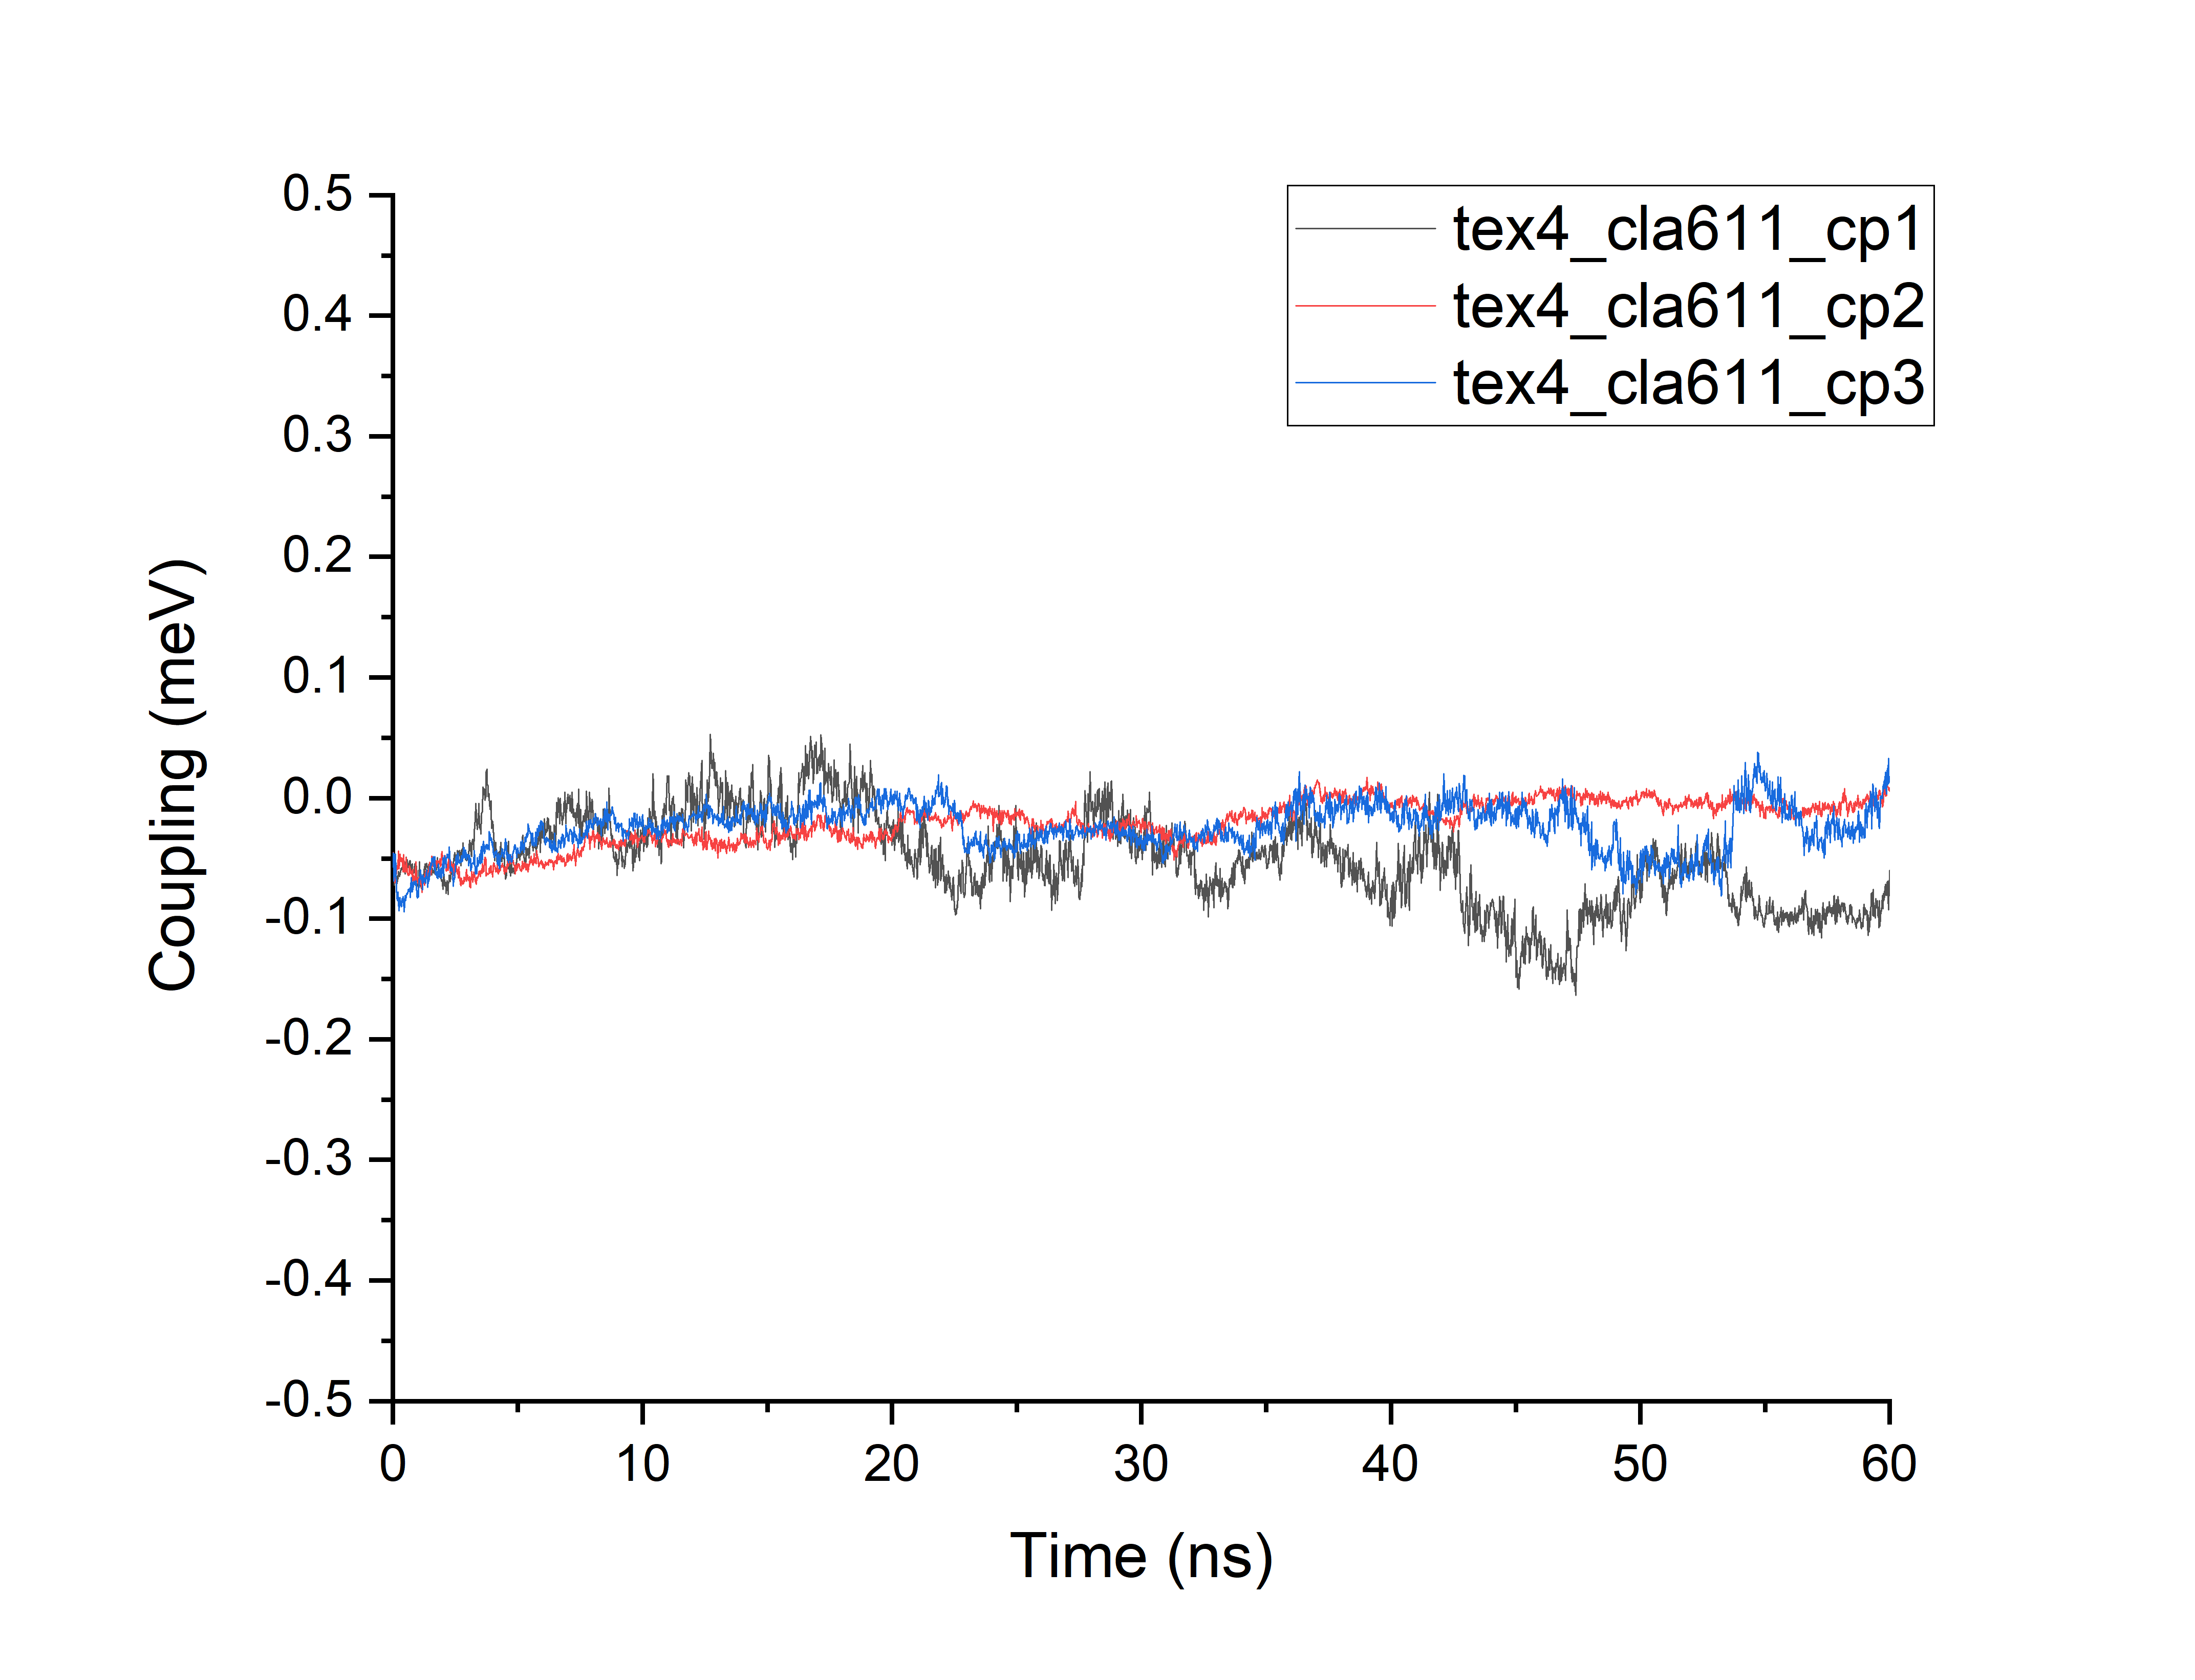 tex4_cla611_cp1
tex4_cla611_cp2
tex4_cla611_cp3
0.5
0.4
0.3
0.2
0.1
0.0
-0.1
-0.2
-0.3
-0.4
-0.5
Coupling (meV)
0 10 20 30 40 50 60
Time (ns)